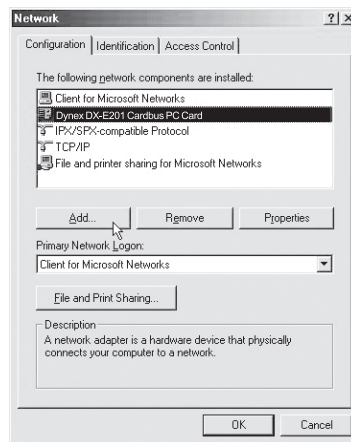 Network
Configuration Identification Access Control
The following network components are installed:
Client for Microsoft Networks
Dynex DX-E201 Cardbus PC Card
IPX/SPX-compatible Protocol
TCP/IP
File and printer sharing for Microsoft Networks
Add... Remove Properties
Primary Network Logon:
Client for Microsoft Networks
File and Print Sharing...
Description
A network adapter is a hardware device that physically
connects your computer to a network.
OK Cancel